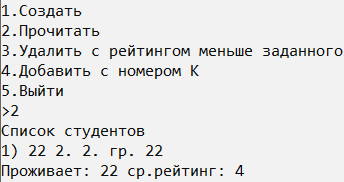 1.Создать
2.Прочитать
3.Удалить с рейтингом меньше заданного
4.Добавить с номером K
5.Выйти
>2
Список студентов
1) 22 2. 2. гр. 22
Проживает: 22 ср.рейтинг: 4